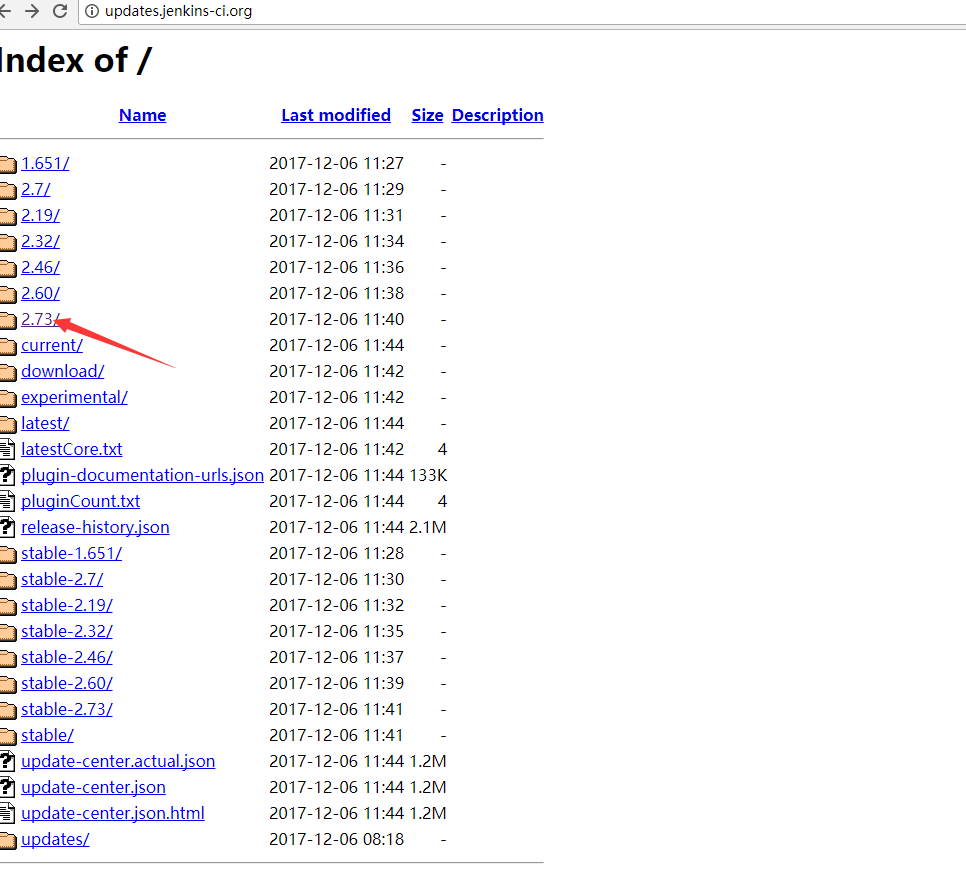 updates.jenkins-ci.org
Index of /
Name Last modified Size Description
1.651/ 2017-12-06 11:27 -
2.7/ 2017-12-06 11:29 -
2.19/ 2017-12-06 11:31 -
2.32/ 2017-12-06 11:34 -
2.46/ 2017-12-06 11:36 -
2.60/ 2017-12-06 11:38 -
2.73/ 2017-12-06 11:40 -
current/ 2017-12-06 11:44 -
download/ 2017-12-06 11:42 -
experimental/ 2017-12-06 11:42 -
latest/ 2017-12-06 11:44 -
latestCore.txt 2017-12-06 11:42 4
plugin-documentation-urls.json 2017-12-06 11:44 133K
pluginCount.txt 2017-12-06 11:44 4
release-history.json 2017-12-06 11:44 2.1M
stable-1.651/ 2017-12-06 11:28 -
stable-2.7/ 2017-12-06 11:30 -
stable-2.19/ 2017-12-06 11:32 -
stable-2.32/ 2017-12-06 11:35 -
stable-2.46/ 2017-12-06 11:37 -
stable-2.60/ 2017-12-06 11:39 -
stable-2.73/ 2017-12-06 11:41 -
stable/ 2017-12-06 11:41 -
update-center.actual.json 2017-12-06 11:44 1.2M
update-center.json 2017-12-06 11:44 1.2M
update-center.json.html 2017-12-06 11:44 1.2M
updates/ 2017-12-06 08:18 -